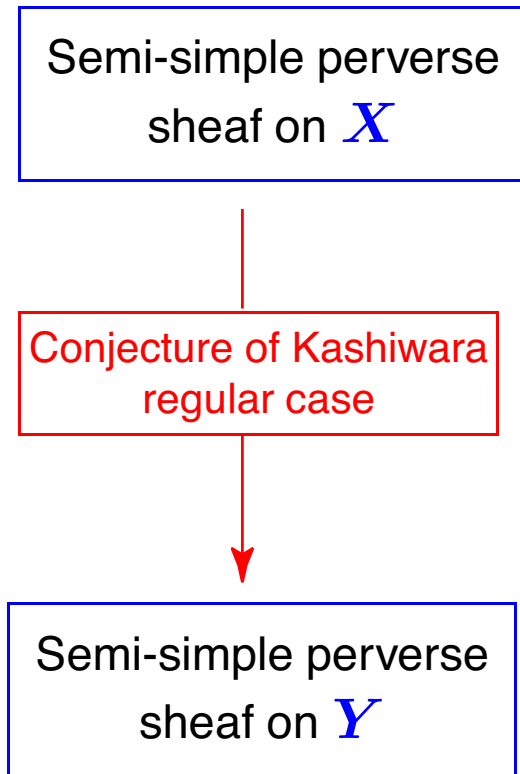 Semi-simple perverse
sheaf on X
Conjecture of Kashiwara
regular case
Semi-simple perverse
sheaf on Y